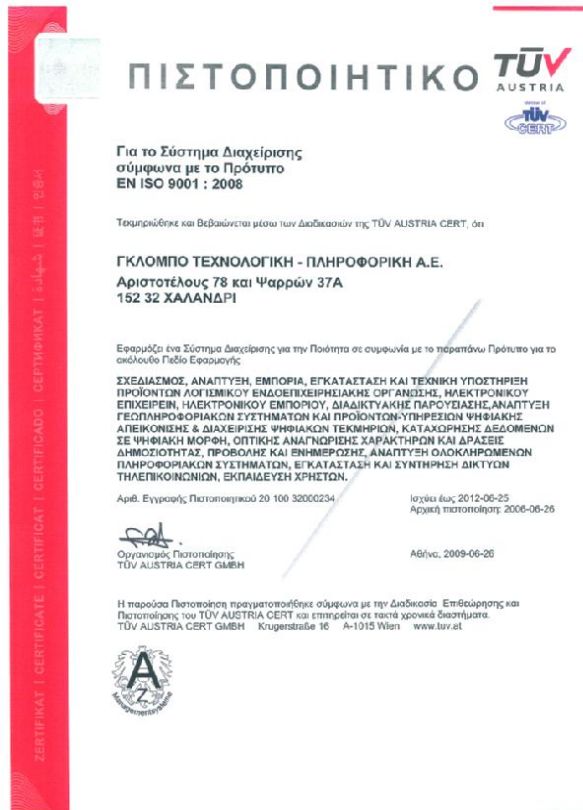 ΠΙΣΤΟΠΟΙΗΤΙΚΟ
TÜV
AUSTRIA
member of
TÜV
CERT
Για το Σύστημα Διαχείρισης
σύμφωνα με το Πρότυπο
EN ISO 9001 : 2008
Τεκμηριώθηκε και Βεβαιώνεται μέσω των Διαδικασιών της TÜV AUSTRIA CERT, ότι
ΓΚΛΟΜΠΟ ΤΕΧΝΟΛΟΓΙΚΗ - ΠΛΗΡΟΦΟΡΙΚΗ Α.Ε.
Αριστοτέλους 78 και Ψαρρών 37Α
152 32 ΧΑΛΑΝΔΡΙ
Εφαρμόζει ένα Σύστημα Διαχείρισης για την Ποιότητα σε συμφωνία με το παραπάνω Πρότυπο για το
ακόλουθο Πεδίο Εφαρμογής
ΣΧΕΔΙΑΣΜΟΣ, ΑΝΑΠΤΥΞΗ, ΕΜΠΟΡΙΑ, ΕΓΚΑΤΑΣΤΑΣΗ ΚΑΙ ΤΕΧΝΙΚΗ ΥΠΟΣΤΗΡΙΞΗ
ΠΡΟΪΟΝΤΩΝ ΛΟΓΙΣΜΙΚΟΥ ΕΝΔΟΕΠΙΧΕΙΡΗΣΙΑΚΗΣ ΟΡΓΑΝΩΣΗΣ, ΗΛΕΚΤΡΟΝΙΚΟΥ
ΕΠΙΧΕΙΡΕΙΝ, ΗΛΕΚΤΡΟΝΙΚΟΥ ΕΜΠΟΡΙΟΥ, ΔΙΑΔΙΚΤΥΑΚΗΣ ΠΑΡΟΥΣΙΑΣΗΣ,ΑΝΑΠΤΥΞΗ
ΓΕΩΠΛΗΡΟΦΟΡΙΑΚΩΝ ΣΥΣΤΗΜΑΤΩΝ ΚΑΙ ΠΡΟΪΟΝΤΩΝ-ΥΠΗΡΕΣΙΩΝ ΨΗΦΙΑΚΗΣ
ΑΠΕΙΚΟΝΙΣΗΣ & ΔΙΑΧΕΙΡΙΣΗΣ ΨΗΦΙΑΚΩΝ ΤΕΚΜΗΡΙΩΝ, ΚΑΤΑΧΩΡΗΣΗΣ ΔΕΔΟΜΕΝΩΝ
ΣΕ ΨΗΦΙΑΚΗ ΜΟΡΦΗ, ΟΠΤΙΚΗΣ ΑΝΑΓΝΩΡΙΣΗΣ ΧΑΡΑΚΤΗΡΩΝ ΚΑΙ ΔΡΑΣΕΙΣ
ΔΗΜΟΣΙΟΤΗΤΑΣ, ΠΡΟΒΟΛΗΣ ΚΑΙ ΕΝΗΜΕΡΩΣΗΣ, ΑΝΑΠΤΥΞΗ ΟΛΟΚΛΗΡΩΜΕΝΩΝ
ΠΛΗΡΟΦΟΡΙΑΚΩΝ ΣΥΣΤΗΜΑΤΩΝ, ΕΓΚΑΤΑΣΤΑΣΗ ΚΑΙ ΣΥΝΤΗΡΗΣΗ ΔΙΚΤΥΩΝ
ΤΗΛΕΠΙΚΟΙΝΩΝΙΩΝ, ΕΚΠΑΙΔΕΥΣΗ ΧΡΗΣΤΩΝ.
Αριθ. Εγγραφής Πιστοποιητικού 20 100 32000234
Ισχύει έως 2012-06-25
Αρχική πιστοποίηση: 2006-06-26
Οργανισμός Πιστοποίησης
TÜV AUSTRIA CERT GMBH
Αθήνα, 2009-06-26
Η παρούσα Πιστοποίηση πραγματοποιήθηκε σύμφωνα με την Διαδικασία Επιθεώρησης και
Πιστοποίησης του TÜV AUSTRIA CERT και επιτηρείται σε τακτά χρονικά διαστήματα.
TÜV AUSTRIA CERT GMBH Krugerstraße 16 A-1015 Wien www.tuv.at
A
Z
Managementsysteme
ZERTIFIKAT | CERTIFICATE | CERTIFICAT | CERTIFICADO | СЕРТИФИКАТ | شهادة